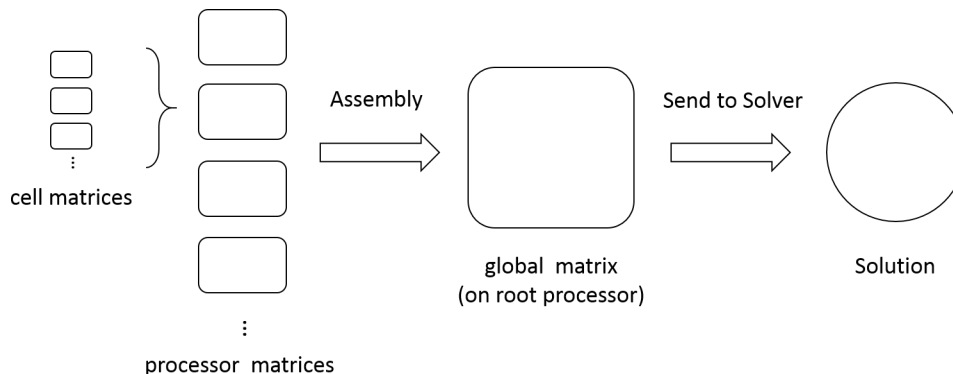 cell matrices
processor matrices
Assembly
global matrix
(on root processor)
Send to Solver
Solution